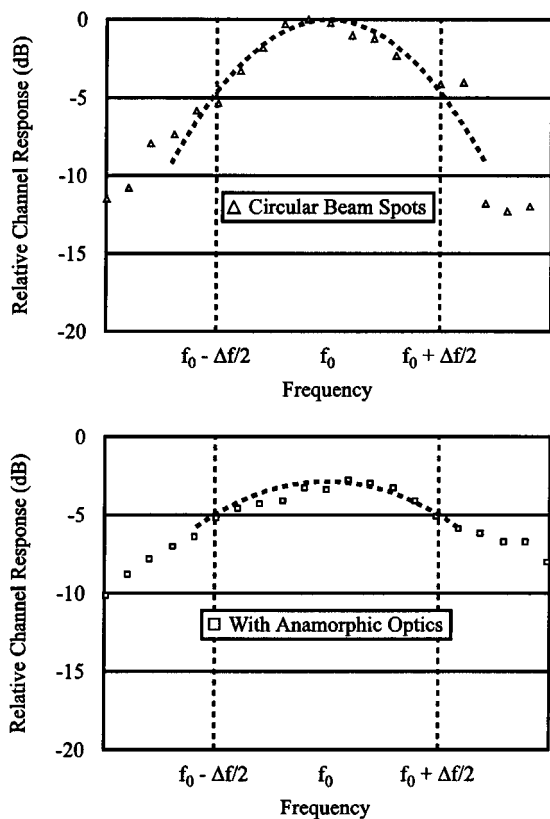 Relative Channel Response (dB)
0
-5
-10
-15
-20
△ Circular Beam Spots
f₀ - Δf/2
f₀
f₀ + Δf/2
Frequency
Relative Channel Response (dB)
0
-5
-10
-15
-20
□ With Anamorphic Optics
f₀ - Δf/2
f₀
f₀ + Δf/2
Frequency